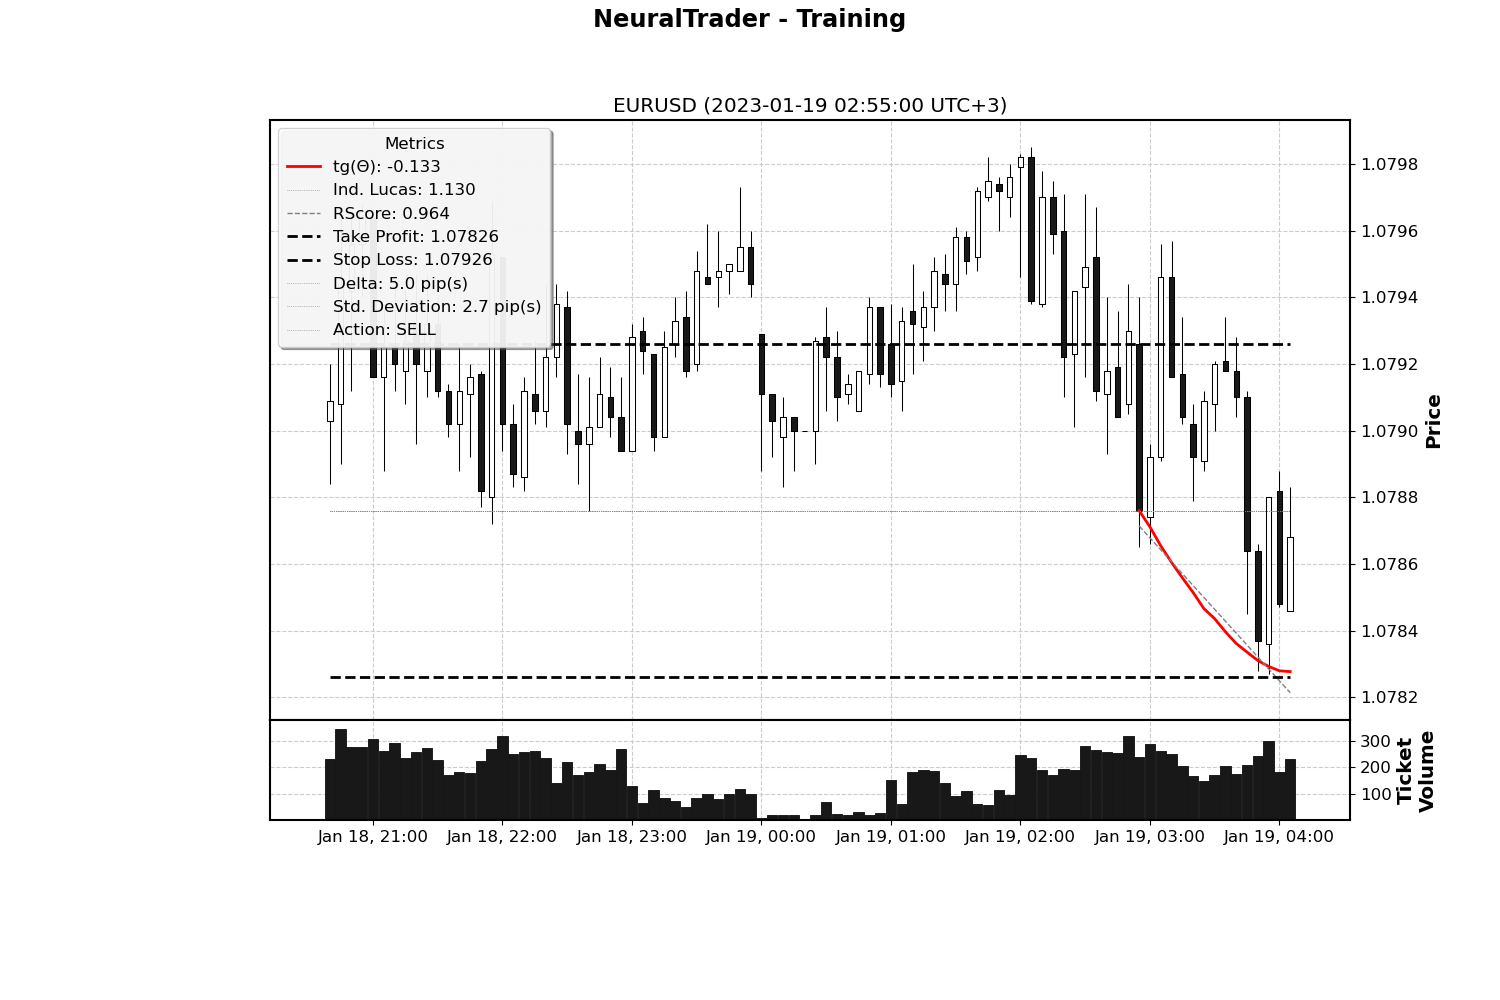 NeuralTrader - Training
EURUSD (2023-01-19 02:55:00 UTC+3)
Metrics
tg(Θ): -0.133
Ind. Lucas: 1.130
RScore: 0.964
Take Profit: 1.07826
Stop Loss: 1.07926
Delta: 5.0 pip(s)
Std. Deviation: 2.7 pip(s)
Action: SELL
1.0798
1.0796
1.0794
1.0792
1.0790
1.0788
1.0786
1.0784
1.0782
Price
300
200
100
Ticket
Volume
Jan 18, 21:00 Jan 18, 22:00 Jan 18, 23:00 Jan 19, 00:00 Jan 19, 01:00 Jan 19, 02:00 Jan 19, 03:00 Jan 19, 04:00